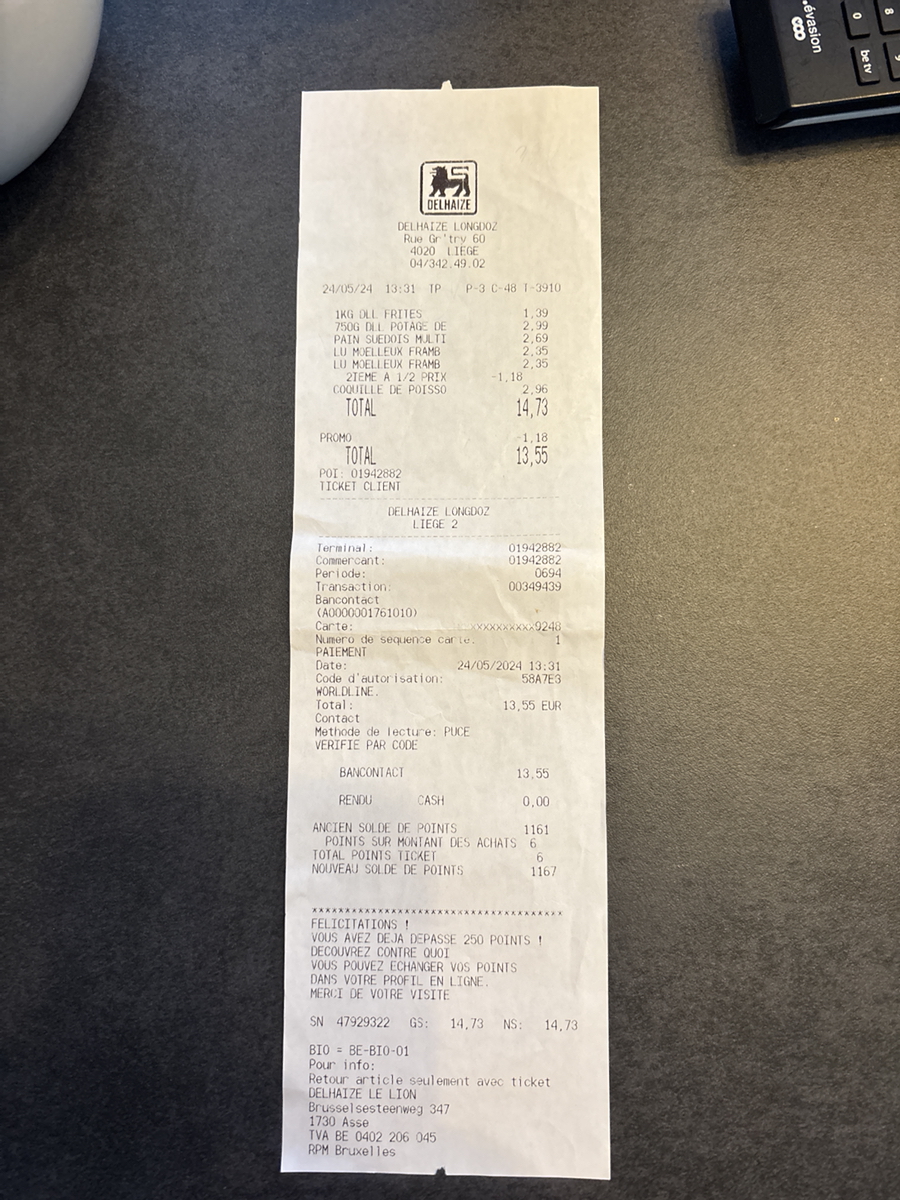 évasion
0
8
be tv
9
DELHAIZE
DELHAIZE LONGDOZ
Rue Gr'try 60
4020 LIEGE
04/342.49.02
24/05/24 13:31 TP P-3 C-48 T-3910
1KG DLL FRITES 1,39
750G DLL POTAGE DE 2,99
PAIN SUEDOIS MULTI 2,69
LU MOELLEUX FRAMB 2,35
LU MOELLEUX FRAMB 2,35
2IEME A 1/2 PRIX -1,18
COQUILLE DE POISSO 2,96
TOTAL 14,73
PROMO -1,18
TOTAL 13,55
POI: 01942882
TICKET CLIENT
DELHAIZE LONGDOZ
LIEGE 2
Terminal: 01942882
Commercant: 01942882
Periode: 0694
Transaction: 00349439
Bancontact
(A0000001761010)
Carte: xxxxxxxxxx9248
Numero de sequence carte: 1
PAIEMENT
Date: 24/05/2024 13:31
Code d'autorisation: 58A7E3
WORLDLINE.
Total: 13,55 EUR
Contact
Methode de lecture: PUCE
VERIFIE PAR CODE
BANCONTACT 13,55
RENDU CASH 0,00
ANCIEN SOLDE DE POINTS 1161
POINTS SUR MONTANT DES ACHATS 6
TOTAL POINTS TICKET 6
NOUVEAU SOLDE DE POINTS 1167
**************************************
FELICITATIONS !
VOUS AVEZ DEJA DEPASSE 250 POINTS !
DECOUVREZ CONTRE QUOI
VOUS POUVEZ ECHANGER VOS POINTS
DANS VOTRE PROFIL EN LIGNE.
MERCI DE VOTRE VISITE
SN 47929322 GS: 14,73 NS: 14,73
BIO = BE-BIO-01
Pour info:
Retour article seulement avec ticket
DELHAIZE LE LION
Brusselsesteenweg 347
1730 Asse
TVA BE 0402 206 045
RPM Bruxelles